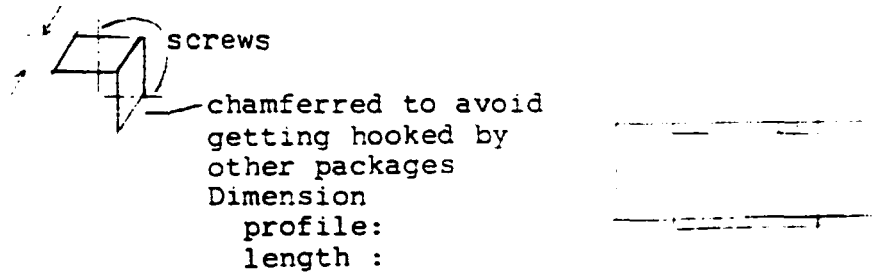 screws
chamferred to avoid
getting hooked by
other packages
Dimension
profile:
length :